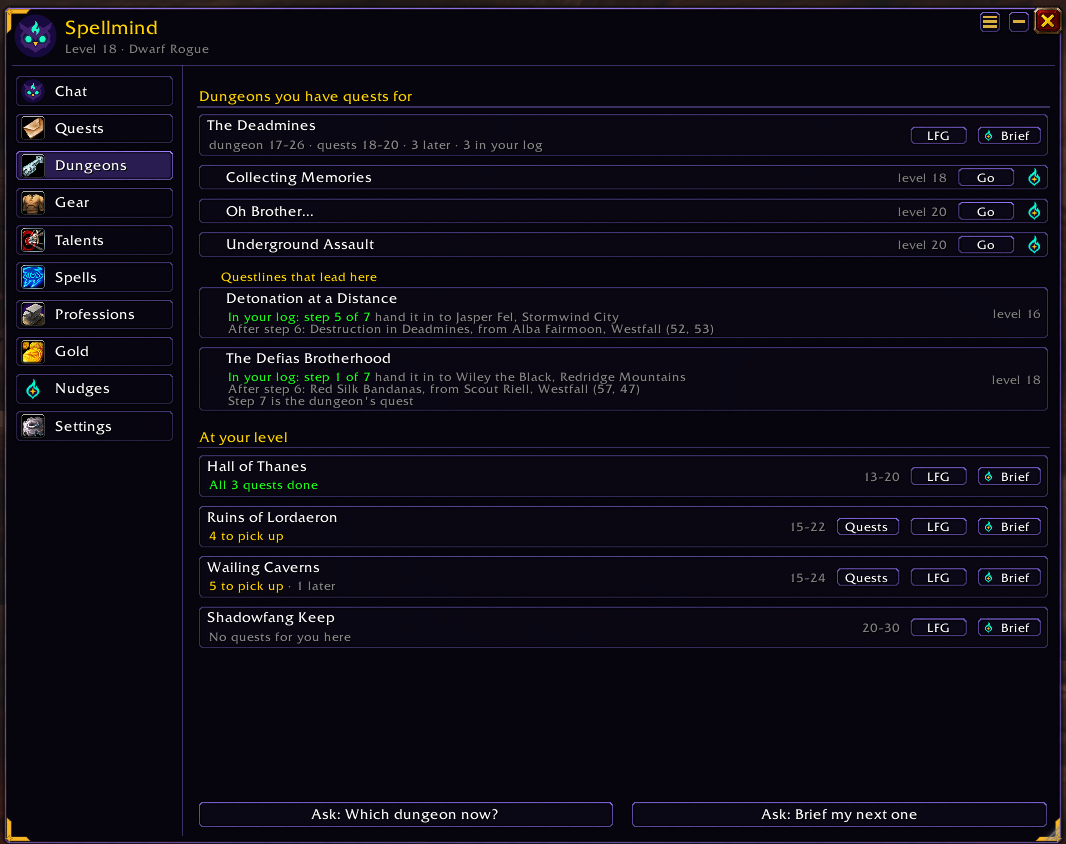 Spellmind
Level 18 · Dwarf Rogue
Chat
Quests
Dungeons
Gear
Talents
Spells
Professions
Gold
Nudges
Settings
Dungeons you have quests for
The Deadmines
dungeon 17-26 · quests 18-20 · 3 later · 3 in your log
LFG
Brief
Collecting Memories
level 18
Go
Oh Brother...
level 20
Go
Underground Assault
level 20
Go
Questlines that lead here
Detonation at a Distance
In your log: step 5 of 7 hand it in to Jasper Fel, Stormwind City
After step 6: Destruction in Deadmines, from Alba Fairmoon, Westfall (52, 53)
level 16
The Defias Brotherhood
In your log: step 1 of 7 hand it in to Wiley the Black, Redridge Mountains
After step 6: Red Silk Bandanas, from Scout Riell, Westfall (57, 47)
Step 7 is the dungeon's quest
level 18
At your level
Hall of Thanes
All 3 quests done
13-20
LFG
Brief
Ruins of Lordaeron
4 to pick up
15-22
Quests
LFG
Brief
Wailing Caverns
5 to pick up · 1 later
15-24
Quests
LFG
Brief
Shadowfang Keep
No quests for you here
20-30
LFG
Brief
Ask: Which dungeon now?
Ask: Brief my next one